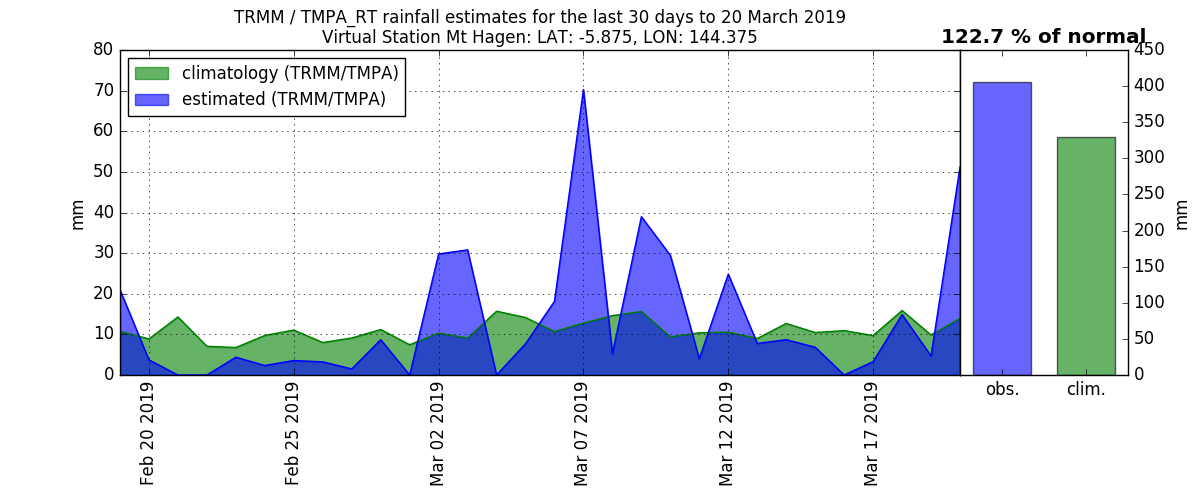 TRMM / TMPA_RT rainfall estimates for the last 30 days to 20 March 2019
Virtual Station Mt Hagen: LAT: -5.875, LON: 144.375
122.7 % of normal
climatology (TRMM/TMPA)
estimated (TRMM/TMPA)
mm
80
70
60
50
40
30
20
10
0
Feb 20 2019
Feb 25 2019
Mar 02 2019
Mar 07 2019
Mar 12 2019
Mar 17 2019
obs.
clim.
450
400
350
300
250
200
150
100
50
0
mm